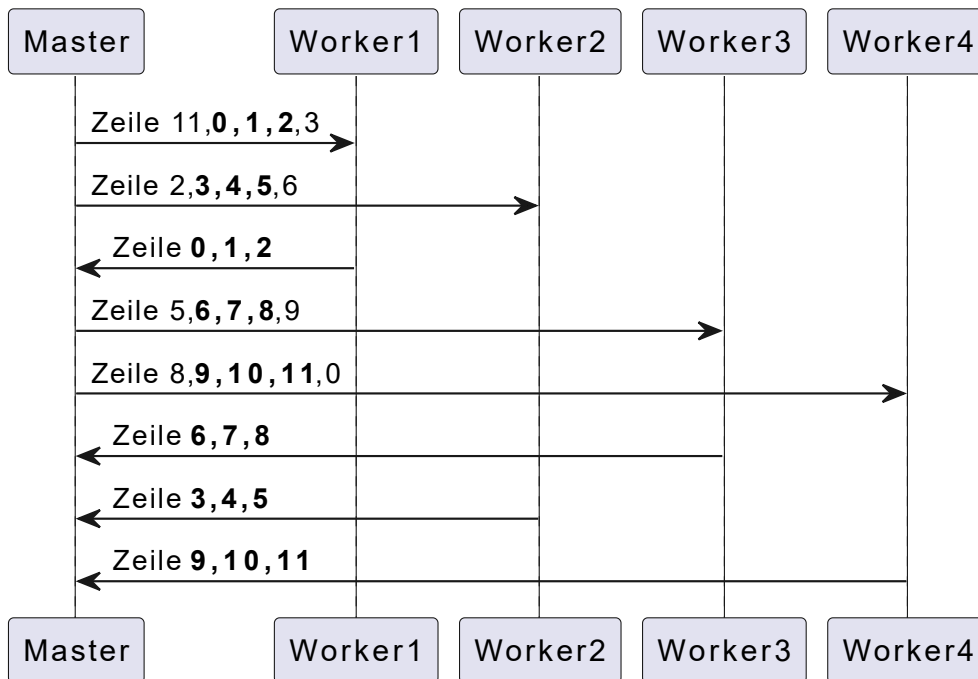 Master Worker1 Worker2 Worker3 Worker4
Zeile 11,0,1,2,3
Zeile 2,3,4,5,6
Zeile 0,1,2
Zeile 5,6,7,8,9
Zeile 8,9,10,11,0
Zeile 6,7,8
Zeile 3,4,5
Zeile 9,10,11
Master Worker1 Worker2 Worker3 Worker4